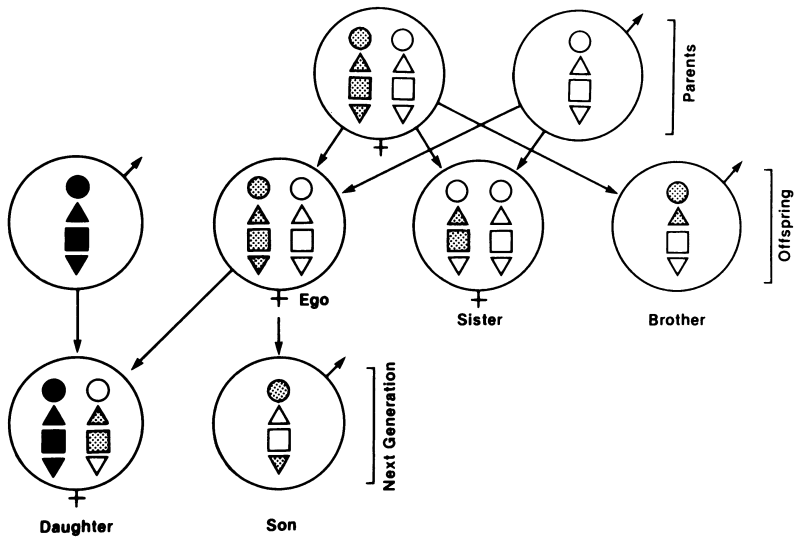 Parents
Offspring
Ego
Sister
Brother
Next Generation
Daughter
Son